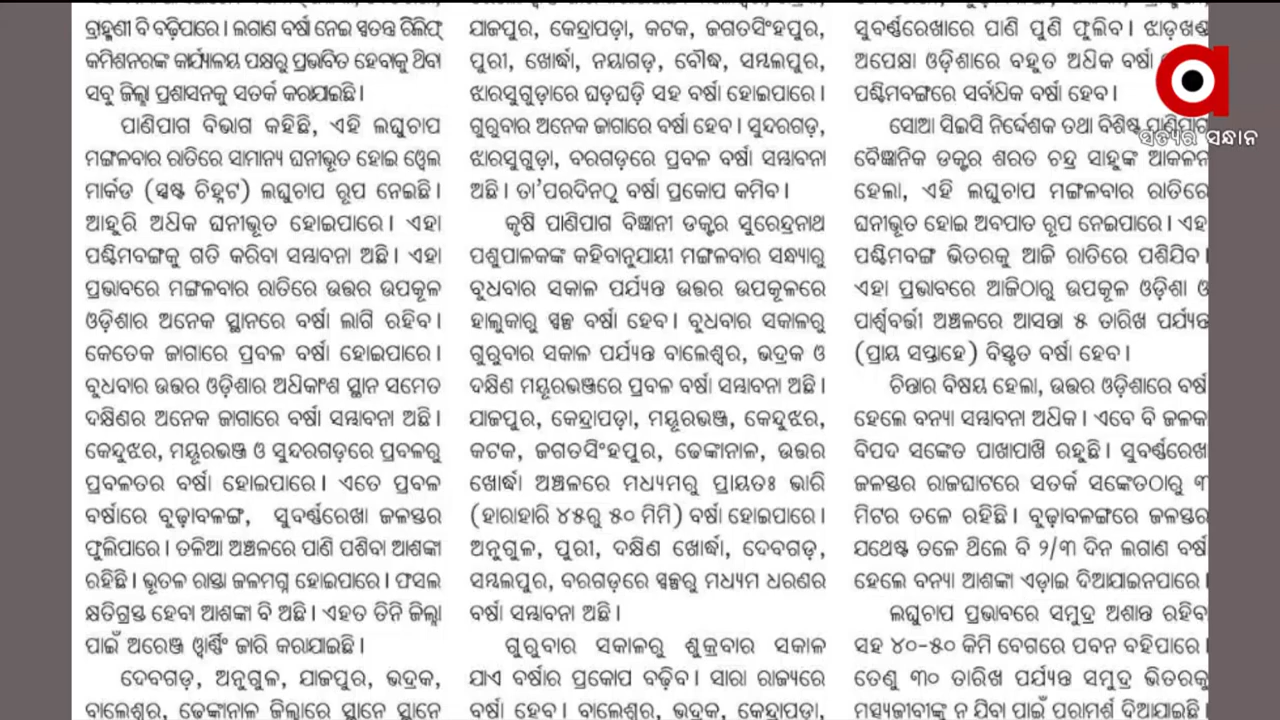 ବ୍ରାହ୍ମଣୀ ବି ବଢ଼ିପାରେ। ଲଗାଣ ବର୍ଷା ନେଇ ସ୍ବତନ୍ତ୍ର ରିଲିଫ୍
କମିଶନରଙ୍କ କାର୍ଯ୍ୟାଳୟ ପକ୍ଷରୁ ପ୍ରଭାବିତ ହେବାକୁ ଥିବା
ସବୁ ଜିଲ୍ଲା ପ୍ରଶାସନକୁ ସତର୍କ କରାଯାଇଛି।
ପାଣିପାଗ ବିଭାଗ କହିଛି, ଏହି ଲଘୁଚାପ
ମଙ୍ଗଳବାର ରାତିରେ ସାମାନ୍ୟ ଘନୀଭୂତ ହୋଇ ୱେଲ
ମାର୍କଡ (ସ୍ପଷ୍ଟ ଚିହ୍ନଟ) ଲଘୁଚାପ ରୂପ ନେଇଛି।
ଆହୁରି ଅଧିକ ଘନୀଭୂତ ହୋଇପାରେ। ଏହା
ପଶ୍ଚିମବଙ୍ଗକୁ ଗତି କରିବା ସମ୍ଭାବନା ଅଛି। ଏହା
ପ୍ରଭାବରେ ମଙ୍ଗଳବାର ରାତିରେ ଉତ୍ତର ଉପକୂଳ
ଓଡ଼ିଶାର ଅନେକ ସ୍ଥାନରେ ବର୍ଷା ଲାଗି ରହିବ।
କେତେକ ଜାଗାରେ ପ୍ରବଳ ବର୍ଷା ହୋଇପାରେ।
ବୁଧବାର ଉତ୍ତର ଓଡ଼ିଶାର ଅଧିକାଂଶ ସ୍ଥାନ ସମେତ
ଦକ୍ଷିଣର ଅନେକ ଜାଗାରେ ବର୍ଷା ସମ୍ଭାବନା ଅଛି।
କେନ୍ଦୁଝର, ମୟୂରଭଞ୍ଜ ଓ ସୁନ୍ଦରଗଡ଼ରେ ପ୍ରବଳରୁ
ପ୍ରବଳତର ବର୍ଷା ହୋଇପାରେ। ଏତେ ପ୍ରବଳ
ବର୍ଷାରେ ବୁଢ଼ାବଳଙ୍ଗ, ସୁବର୍ଣ୍ଣରେଖା ଜଳସ୍ତର
ଫୁଲିପାରେ। ତଳିଆ ଅଞ୍ଚଳରେ ପାଣି ପଶିବା ଆଶଙ୍କା
ରହିଛି। ଭୂତଳ ରାସ୍ତା ଜଳମଗ୍ନ ହୋଇପାରେ। ଫସଲ
କ୍ଷତିଗ୍ରସ୍ତ ହେବା ଆଶଙ୍କା ବି ଅଛି। ଏହତ ତିନି ଜିଲ୍ଲା
ପାଇଁ ଅରେଞ୍ଜ ୱାର୍ଣ୍ଣିଂ ଜାରି କରାଯାଇଛି।
ଦେବଗଡ଼, ଅନୁଗୁଳ, ଯାଜପୁର, ଭଦ୍ରକ,
ବାଲେଶ୍ୱର, ଢେଙ୍କାନାଳ ଜିଲ୍ଲାରେ ସ୍ଥାନେ ସ୍ଥାନେ
ଯାଜପୁର, କେନ୍ଦ୍ରାପଡ଼ା, କଟକ, ଜଗତସିଂହପୁର,
ପୁରୀ, ଖୋର୍ଦ୍ଧା, ନୟାଗଡ଼, ବୌଦ୍ଧ, ସମ୍ବଲପୁର,
ଝାରସୁଗୁଡ଼ାରେ ଘଡ଼ଘଡ଼ି ସହ ବର୍ଷା ହୋଇପାରେ।
ଗୁରୁବାର ଅନେକ ଜାଗାରେ ବର୍ଷା ହେବ। ସୁନ୍ଦରଗଡ଼,
ଝାରସୁଗୁଡ଼ା, ବରଗଡ଼ରେ ପ୍ରବଳ ବର୍ଷା ସମ୍ଭାବନା
ଅଛି। ତା'ପରଦିନଠୁ ବର୍ଷା ପ୍ରକୋପ କମିବ।
କୃଷି ପାଣିପାଗ ବିଜ୍ଞାନୀ ଡକ୍ଟର ସୁରେନ୍ଦ୍ରନାଥ
ପଶୁପାଳକଙ୍କ କହିବାନୁଯାୟୀ ମଙ୍ଗଳବାର ସନ୍ଧ୍ୟାରୁ
ବୁଧବାର ସକାଳ ପର୍ଯ୍ୟନ୍ତ ଉତ୍ତର ଉପକୂଳରେ
ହାଲୁକାରୁ ସ୍ବଳ୍ପ ବର୍ଷା ହେବ। ବୁଧବାର ସକାଳରୁ
ଗୁରୁବାର ସକାଳ ପର୍ଯ୍ୟନ୍ତ ବାଲେଶ୍ୱର, ଭଦ୍ରକ ଓ
ଦକ୍ଷିଣ ମୟୂରଭଞ୍ଜରେ ପ୍ରବଳ ବର୍ଷା ସମ୍ଭାବନା ଅଛି।
ଯାଜପୁର, କେନ୍ଦ୍ରାପଡ଼ା, ମୟୂରଭଞ୍ଜ, କେନ୍ଦୁଝର,
କଟକ, ଜଗତସିଂହପୁର, ଢେଙ୍କାନାଳ, ଉତ୍ତର
ଖୋର୍ଦ୍ଧା ଅଞ୍ଚଳରେ ମଧ୍ୟମରୁ ପ୍ରାୟତଃ ଭାରି
(ହାରାହାରି ୪୫ରୁ ୫୦ ମିମି) ବର୍ଷା ହୋଇପାରେ।
ଅନୁଗୁଳ, ପୁରୀ, ଦକ୍ଷିଣ ଖୋର୍ଦ୍ଧା, ଦେବଗଡ଼,
ସମ୍ବଲପୁର, ବରଗଡ଼ରେ ସ୍ବଳ୍ପରୁ ମଧ୍ୟମ ଧରଣର
ବର୍ଷା ସମ୍ଭାବନା ଅଛି।
ଗୁରୁବାର ସକାଳରୁ ଶୁକ୍ରବାର ସକାଳ
ଯାଏ ବର୍ଷାର ପ୍ରକୋପ ବଢ଼ିବ। ସାରା ରାଜ୍ୟରେ
ବର୍ଷା ହେବ। ବାଲେଶ୍ୱର, ଭଦ୍ରକ, କେନ୍ଦ୍ରାପଡ଼ା,
ସୁବର୍ଣ୍ଣରେଖାରେ ପାଣି ପୁଣି ଫୁଲିବ। ଝାଡ଼ଖଣ୍ଡ
ଅପେକ୍ଷା ଓଡ଼ିଶାରେ ବହୁତ ଅଧିକ ବର୍ଷା
ପଶ୍ଚିମବଙ୍ଗରେ ସର୍ବାଧିକ ବର୍ଷା ହେବ।
ସୋଆ ସିଇସି ନିର୍ଦ୍ଦେଶକ ତଥା ବିଶିଷ୍ଟ ପାଣିପାଗ
ସତ୍ୟର ସନ୍ଧାନ
ବୈଜ୍ଞାନିକ ଡକ୍ଟର ଶରତ ଚନ୍ଦ୍ର ସାହୁଙ୍କ ଆକଳନ
ହେଲା, ଏହି ଲଘୁଚାପ ମଙ୍ଗଳବାର ରାତିରେ
ଘନୀଭୂତ ହୋଇ ଅବପାତ ରୂପ ନେଇପାରେ। ଏହ
ପଶ୍ଚିମବଙ୍ଗ ଭିତରକୁ ଆଜି ରାତିରେ ପଶିଯିବ।
ଏହା ପ୍ରଭାବରେ ଆଜିଠାରୁ ଉପକୂଳ ଓଡ଼ିଶା ଓ
ପାର୍ଶ୍ୱବର୍ତ୍ତୀ ଅଞ୍ଚଳରେ ଆସନ୍ତା ୫ ତାରିଖ ପର୍ଯ୍ୟନ୍ତ
(ପ୍ରାୟ ସପ୍ତାହେ) ବିସ୍ତୃତ ବର୍ଷା ହେବ।
ଚିନ୍ତାର ବିଷୟ ହେଲା, ଉତ୍ତର ଓଡ଼ିଶାରେ ବର୍ଷ
ହେଲେ ବନ୍ୟା ସମ୍ଭାବନା ଅଧିକ। ଏବେ ବି ଜଳକା
ବିପଦ ସଙ୍କେତ ପାଖାପାଖି ରହୁଛି। ସୁବର୍ଣ୍ଣରେଖ
ଜଳସ୍ତର ରାଜଘାଟରେ ସତର୍କ ସଙ୍କେତଠାରୁ ୩
ମିଟର ତଳେ ରହିଛି। ବୁଢ଼ାବଳଙ୍ଗରେ ଜଳସ୍ତର
ଯଥେଷ୍ଟ ତଳେ ଥିଲେ ବି ୨/୩ ଦିନ ଲଗାଣ ବର୍ଷ
ହେଲେ ବନ୍ୟା ଆଶଙ୍କା ଏଡ଼ାଇ ଦିଆଯାଇନପାରେ।
ଲଘୁଚାପ ପ୍ରଭାବରେ ସମୁଦ୍ର ଅଶାନ୍ତ ରହିବ
ସହ ୪୦-୫୦ କିମି ବେଗରେ ପବନ ବହିପାରେ।
ତେଣୁ ୩୦ ତାରିଖ ପର୍ଯ୍ୟନ୍ତ ସମୁଦ୍ର ଭିତରକୁ
ମତ୍ସ୍ୟଜୀବୀଙ୍କୁ ନ ଯିବା ପାଇଁ ପରାମର୍ଶ ଦିଆଯାଇଛି।